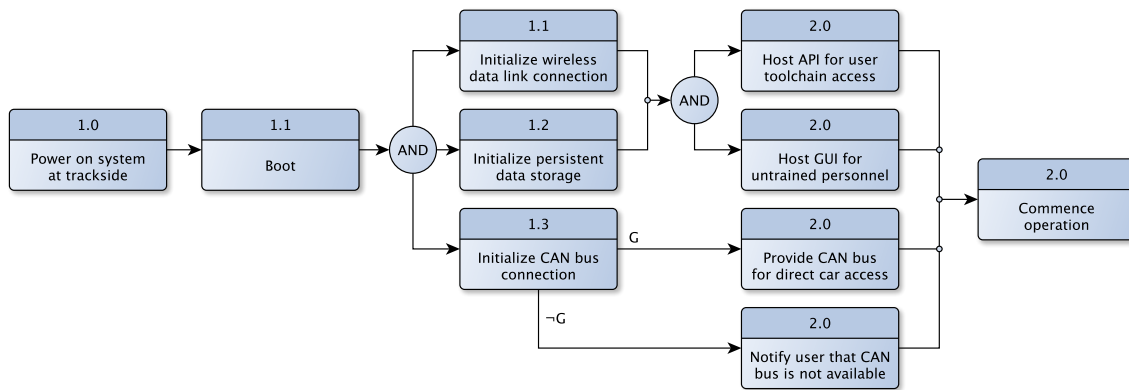 1.0
Power on system
at trackside
1.1
Boot
AND
1.1
Initialize wireless
data link connection
1.2
Initialize persistent
data storage
1.3
Initialize CAN bus
connection
G
¬G
AND
2.0
Host API for user
toolchain access
2.0
Host GUI for
untrained personnel
2.0
Provide CAN bus
for direct car access
2.0
Notify user that CAN
bus is not available
2.0
Commence
operation